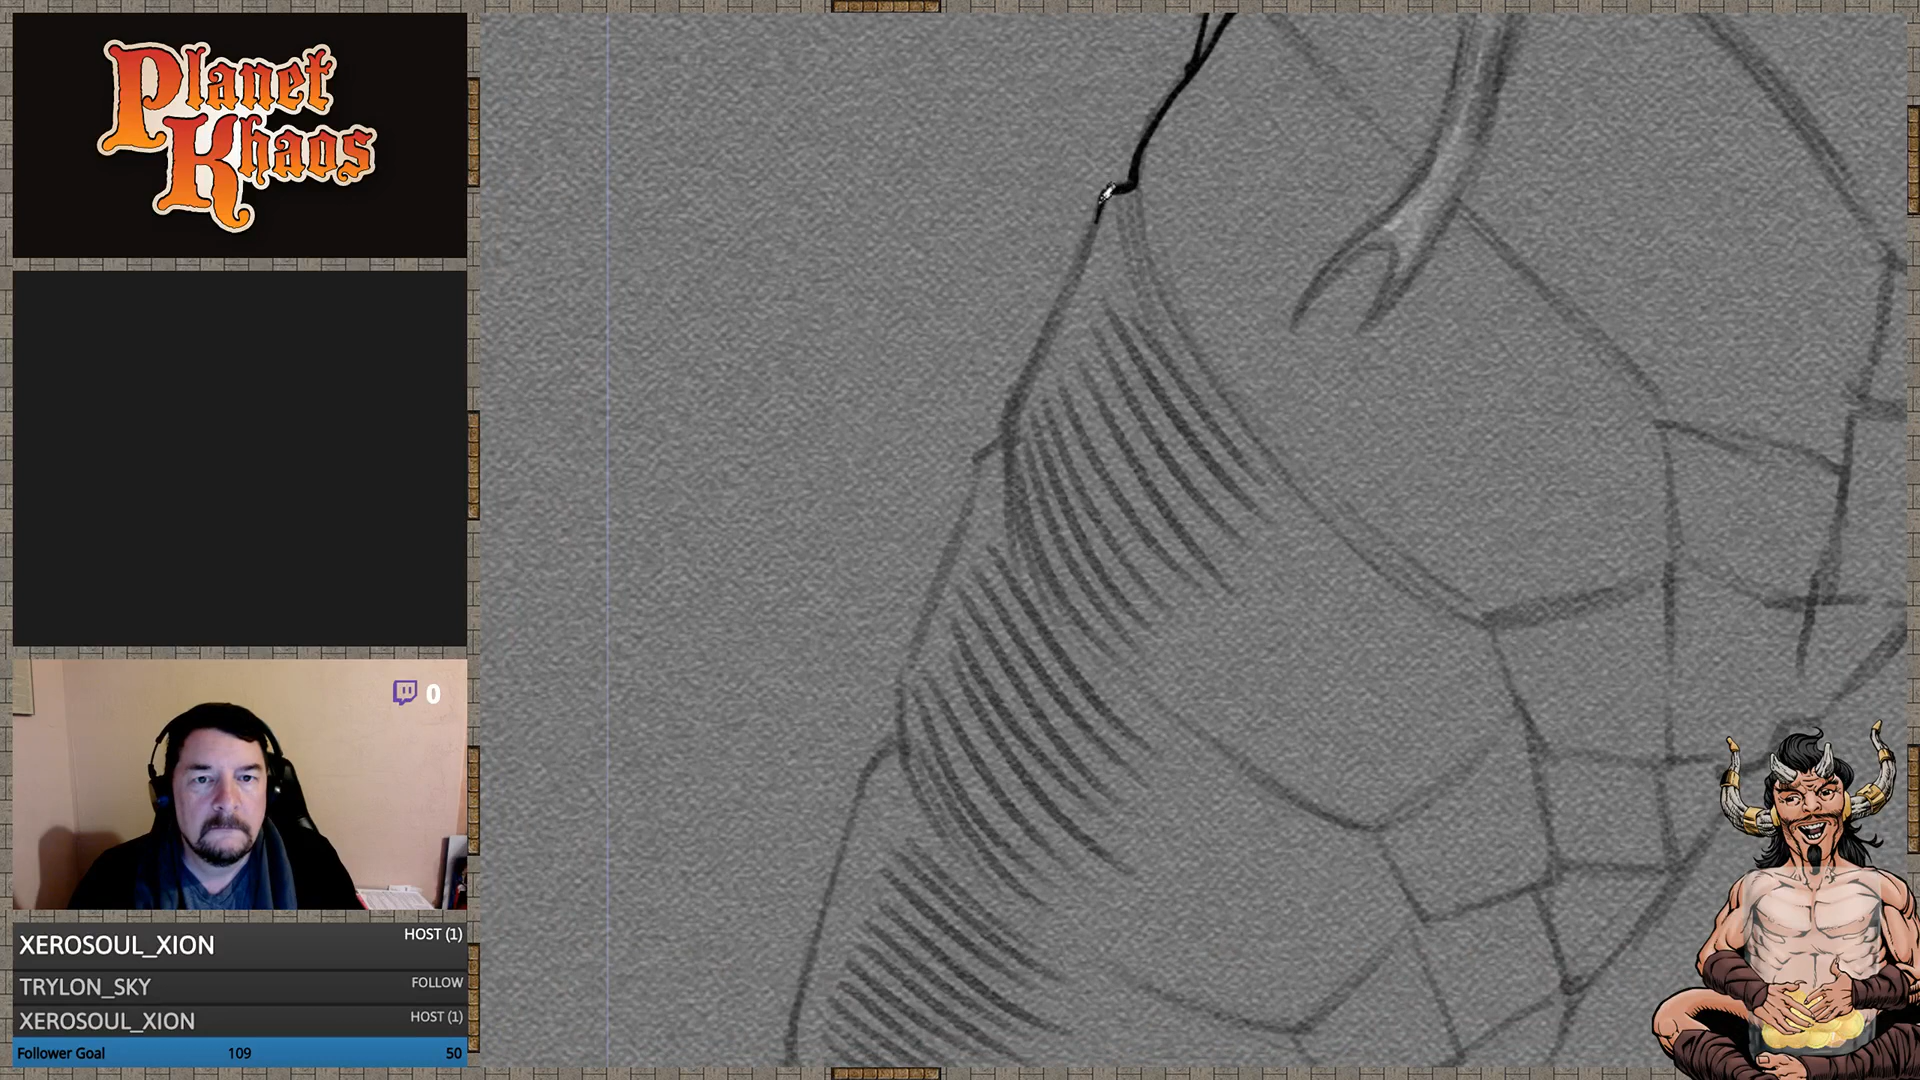 Planet
Khaos
0
XEROSOUL_XION HOST (1)
TRYLON_SKY FOLLOW
XEROSOUL_XION HOST (1)
Follower Goal 109 50